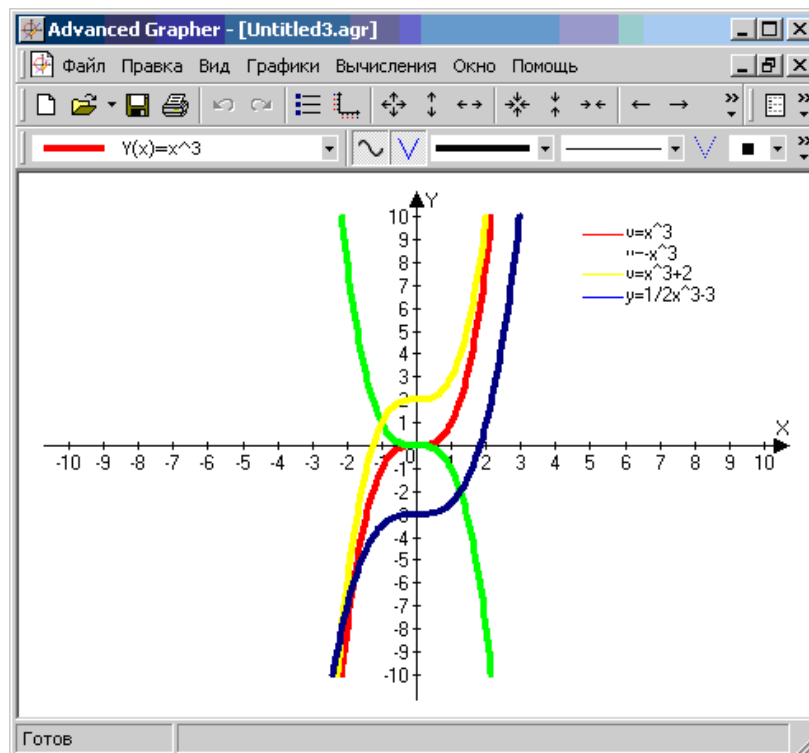 Advanced Grapher - [Untitled3.agr]
Файл Правка Вид Графики Вычисления Окно Помощь
Y(x)=x^3
Y
10
9
8
7
6
5
4
3
2
1
y=x^3
y=-x^3
y=x^3+2
y=1/2x^3-3
X
-10 -9 -8 -7 -6 -5 -4 -3 -2 -1 0 1 2 3 4 5 6 7 8 9 10
-1
-2
-3
-4
-5
-6
-7
-8
-9
-10
Готов